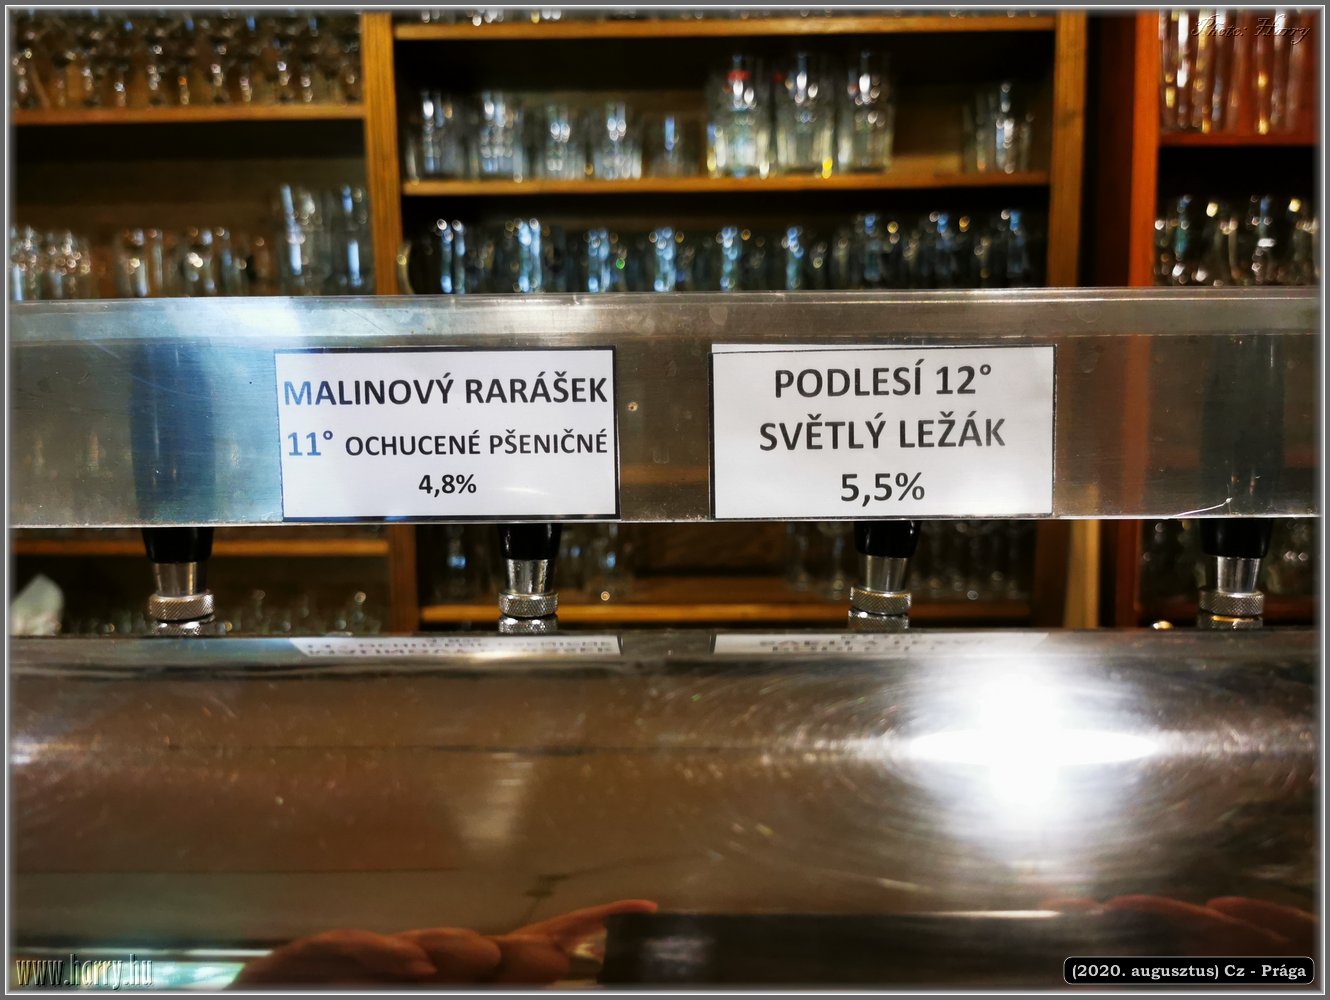 Photo: Harry
MALINOVÝ RARÁŠEK
11° OCHUCENÉ PŠENIČNÉ
4,8%
PODLESÍ 12°
SVĚTLÝ LEŽÁK
5,5%
www.harry.hu
(2020. augusztus) Cz - Prága